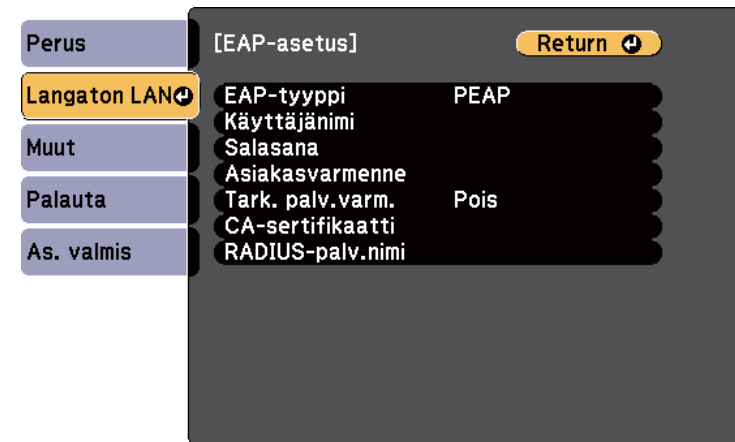 Perus
Langaton LAN
Muut
Palauta
As. valmis
[EAP-asetus] Return
EAP-tyyppi PEAP
Käyttäjänimi
Salasana
Asiakasvarmenne
Tark. palv.varm. Pois
CA-sertifikaatti
RADIUS-palv.nimi